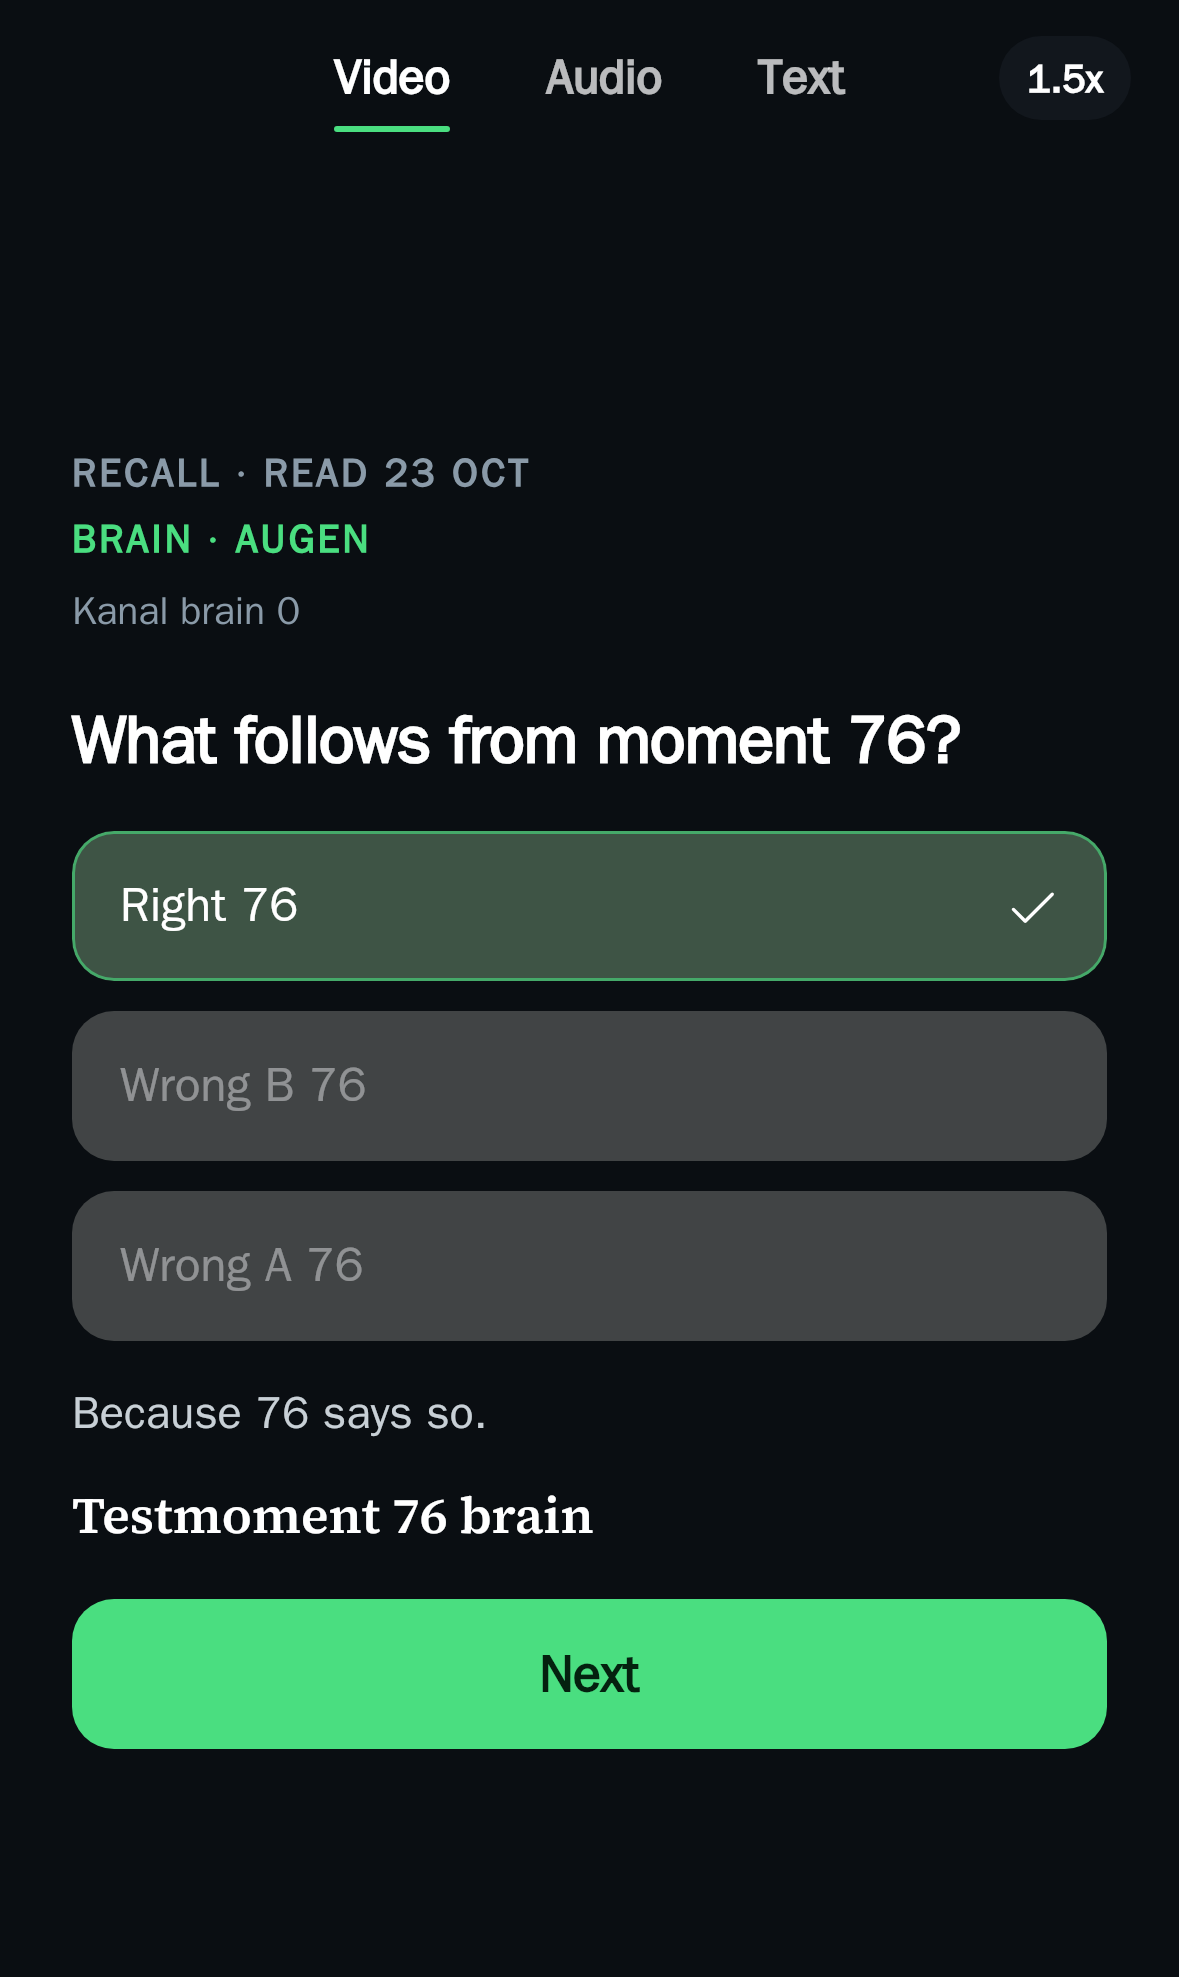 Video Audio Text 1.5x
RECALL · READ 23 OCT
BRAIN · AUGEN
Kanal brain 0
What follows from moment 76?
Right 76
Wrong B 76
Wrong A 76
Because 76 says so.
Testmoment 76 brain
Next